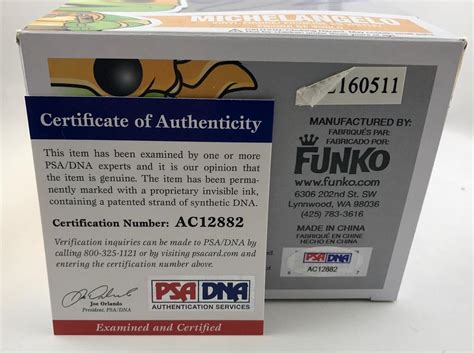 MICHELANGELO
Certificate of Authenticity
This item has been examined by one or more
PSA/DNA experts and it is our opinion that
the item is genuine. The item has been perm-
anently marked with a proprietary invisible ink,
containing a patented strand of synthetic DNA.
Certification Number: AC12882
Verification inquiries can be made to PSA/DNA by
calling 800-325-1121 or by visiting psacard.com and
entering the certification number above.
Joe Orlando
President, PSA/DNA
PSA DNA
AUTHENTICATION SERVICES
Examined and Certified
160511
MANUFACTURED BY:
FABRIQUÉS PAR:
FABRICADO POR:
FUNKO
www.funko.com
6306 202nd St. SW
Lynnwood, WA 98036
(425) 783-3616
MADE IN CHINA
FABRIQUÉ EN CHINE
HECHO EN CHINA
PSA DNA
AC12882